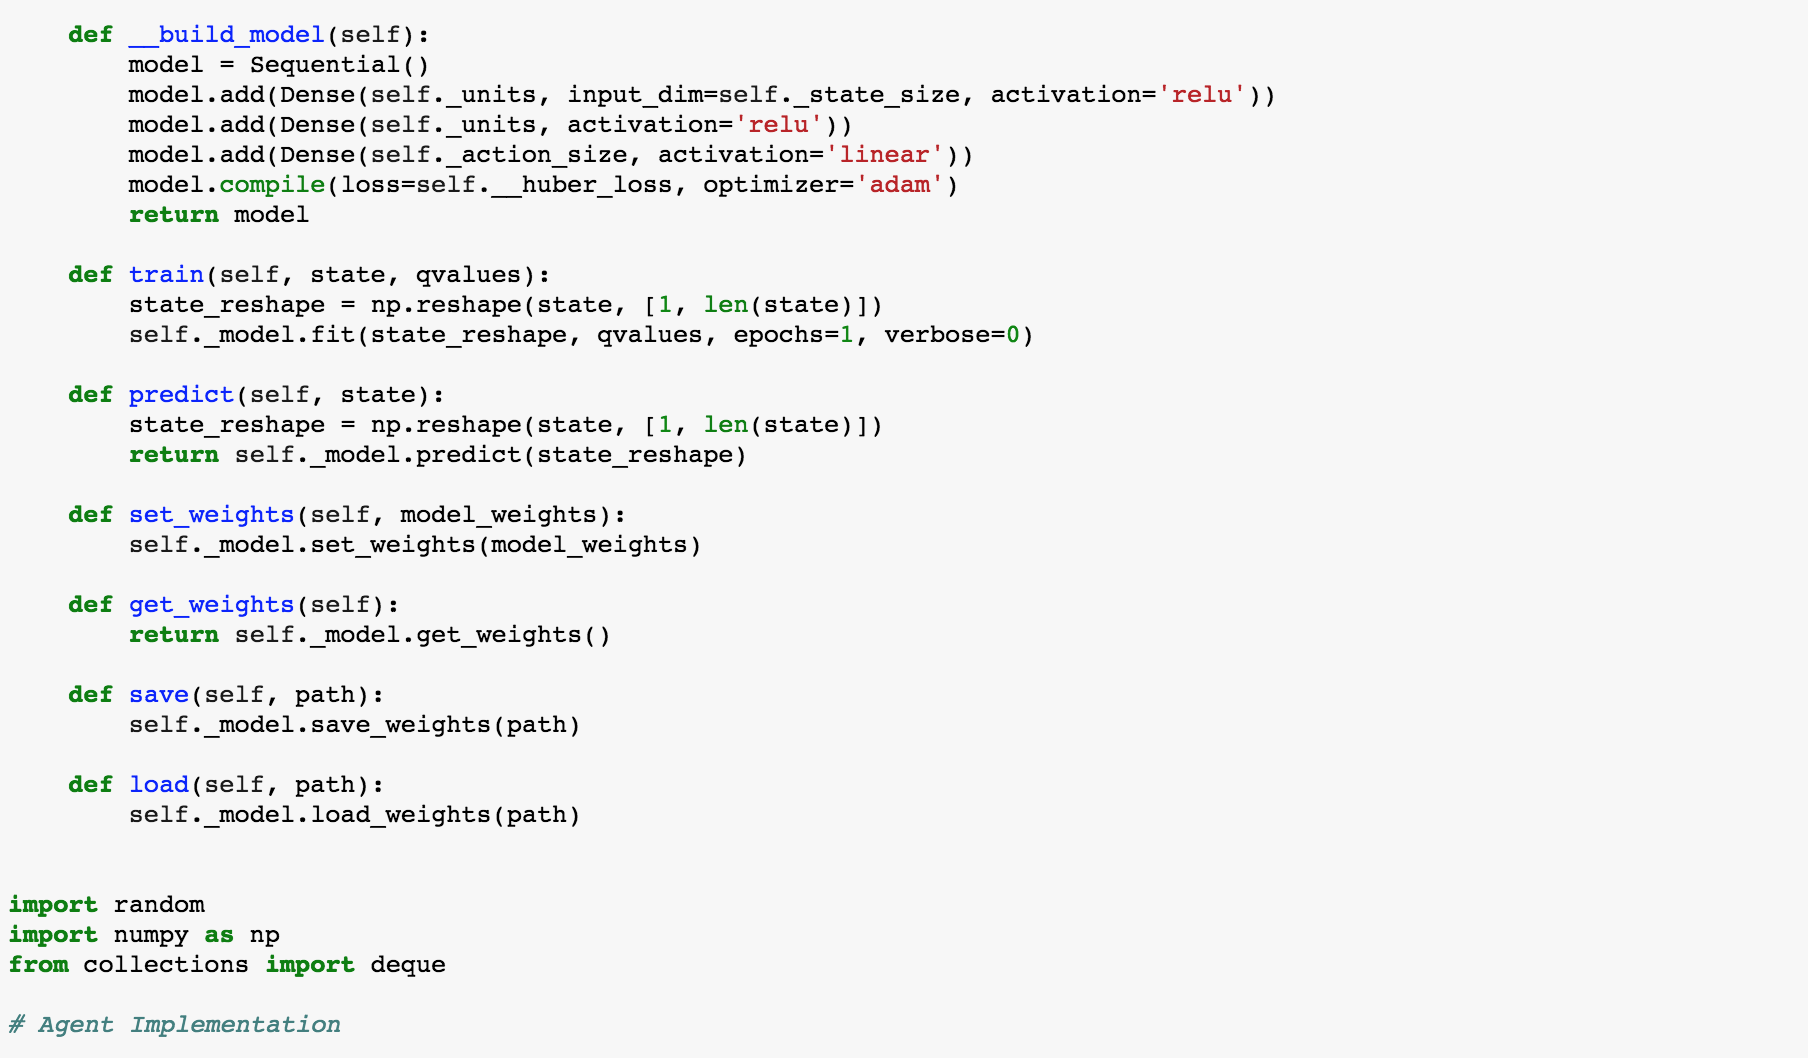 def __build_model(self):
        model = Sequential()
        model.add(Dense(self._units, input_dim=self._state_size, activation='relu'))
        model.add(Dense(self._units, activation='relu'))
        model.add(Dense(self._action_size, activation='linear'))
        model.compile(loss=self.__huber_loss, optimizer='adam')
        return model

    def train(self, state, qvalues):
        state_reshape = np.reshape(state, [1, len(state)])
        self._model.fit(state_reshape, qvalues, epochs=1, verbose=0)

    def predict(self, state):
        state_reshape = np.reshape(state, [1, len(state)])
        return self._model.predict(state_reshape)

    def set_weights(self, model_weights):
        self._model.set_weights(model_weights)

    def get_weights(self):
        return self._model.get_weights()

    def save(self, path):
        self._model.save_weights(path)

    def load(self, path):
        self._model.load_weights(path)


import random
import numpy as np
from collections import deque

# Agent Implementation